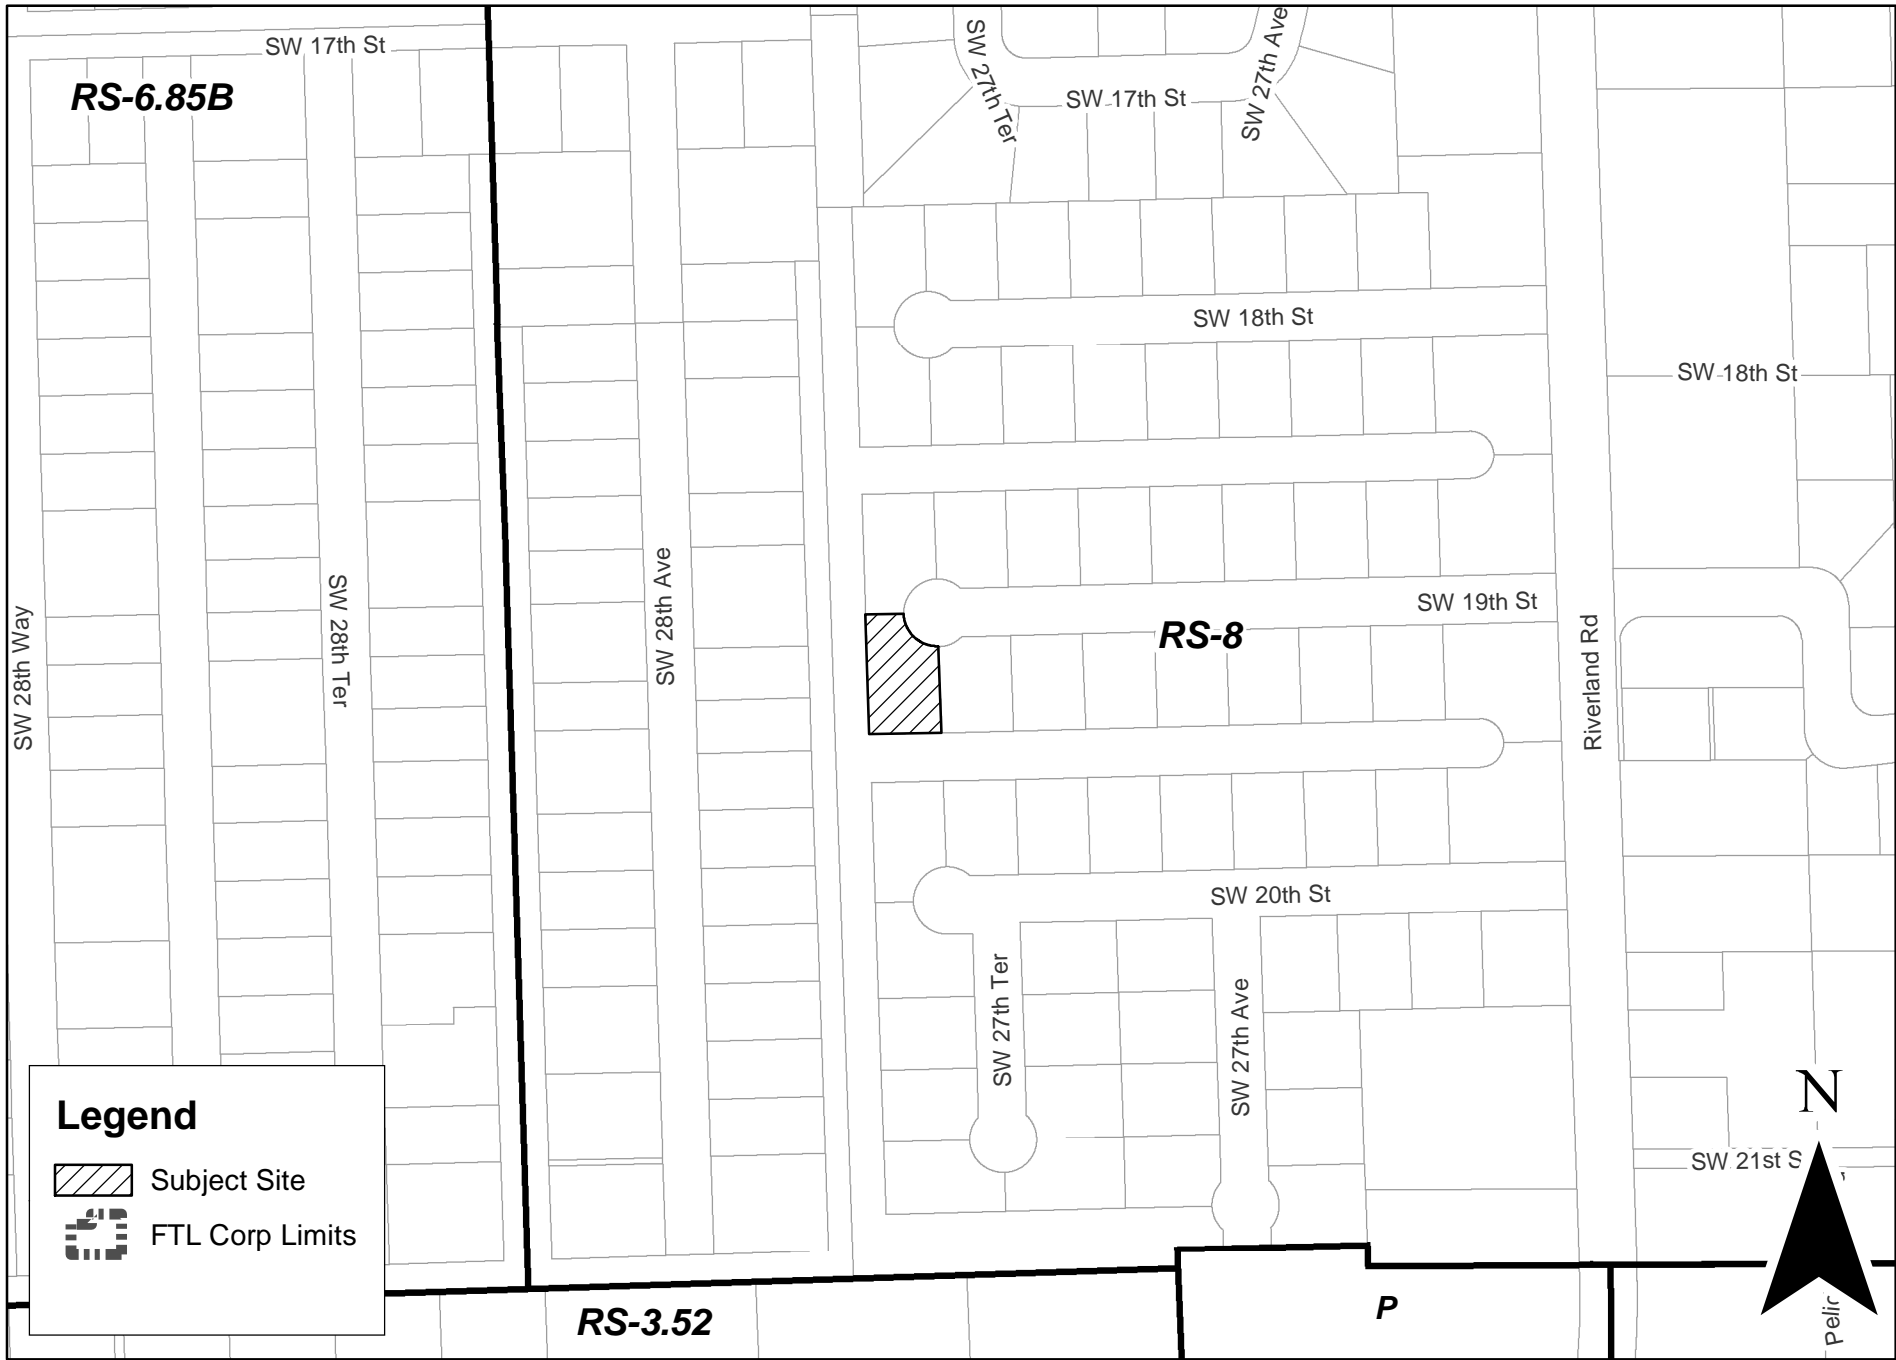 SW 17th St
SW 27th Ter
SW 27th Ave
RS-6.85B
SW 17th St
SW 18th St
SW 18th St
SW 28th Way
SW 28th Ter
SW 28th Ave
SW 19th St
RS-8
Riverland Rd
SW 20th St
SW 27th Ter
SW 27th Ave
N
Legend
Subject Site
FTL Corp Limits
SW 21st S
RS-3.52
P